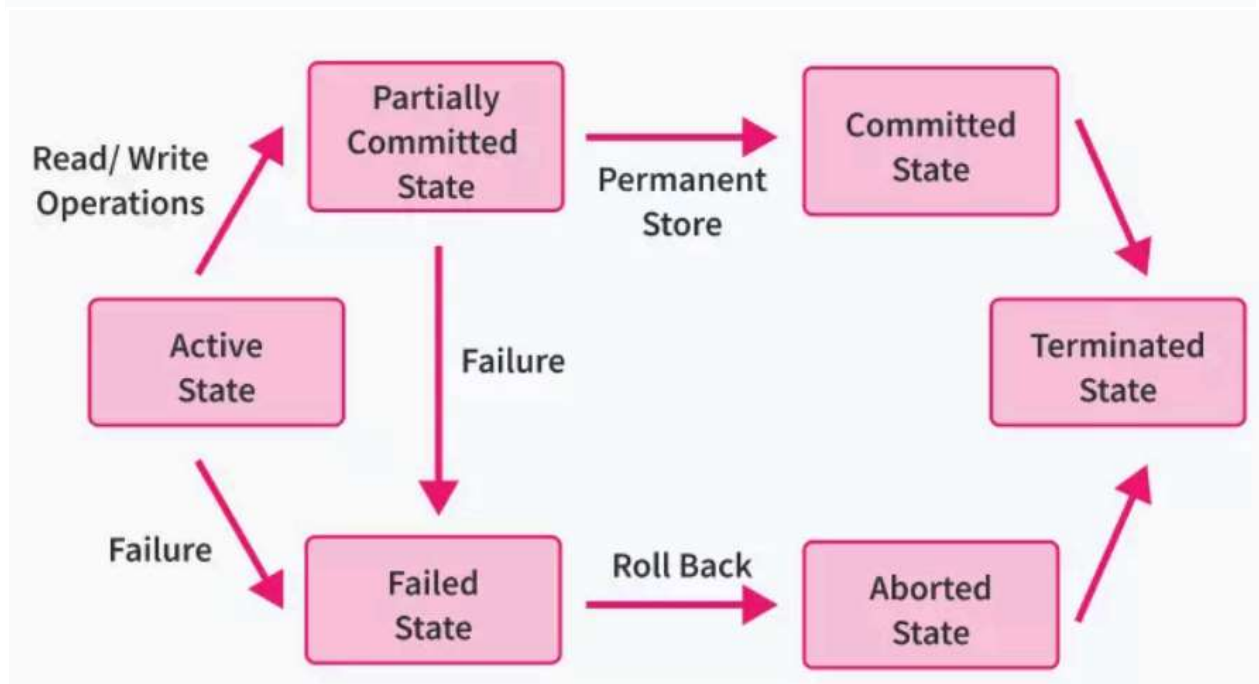 Partially
Committed
State
Committed
State
Read/ Write
Operations
Permanent
Store
Active
State
Failure
Terminated
State
Failure
Failed
State
Roll Back
Aborted
State